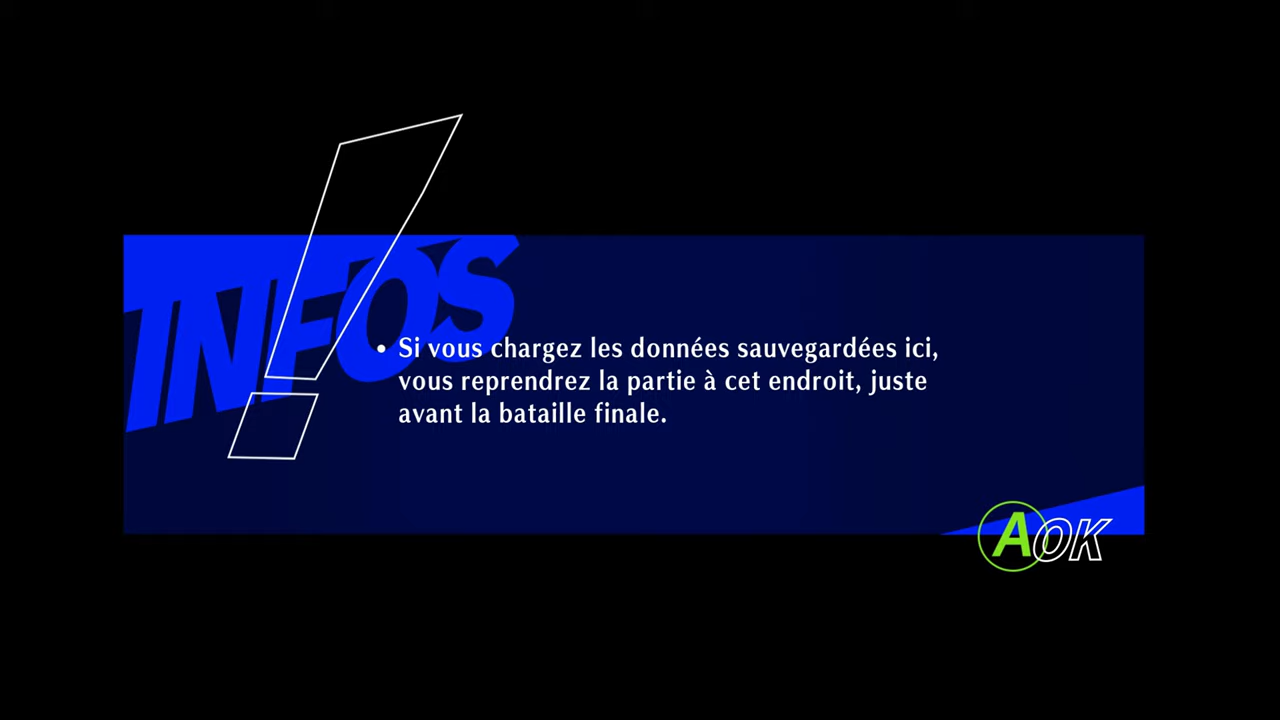 INFOS
• Si vous chargez les données sauvegardées ici,
vous reprendrez la partie à cet endroit, juste
avant la bataille finale.
A OK